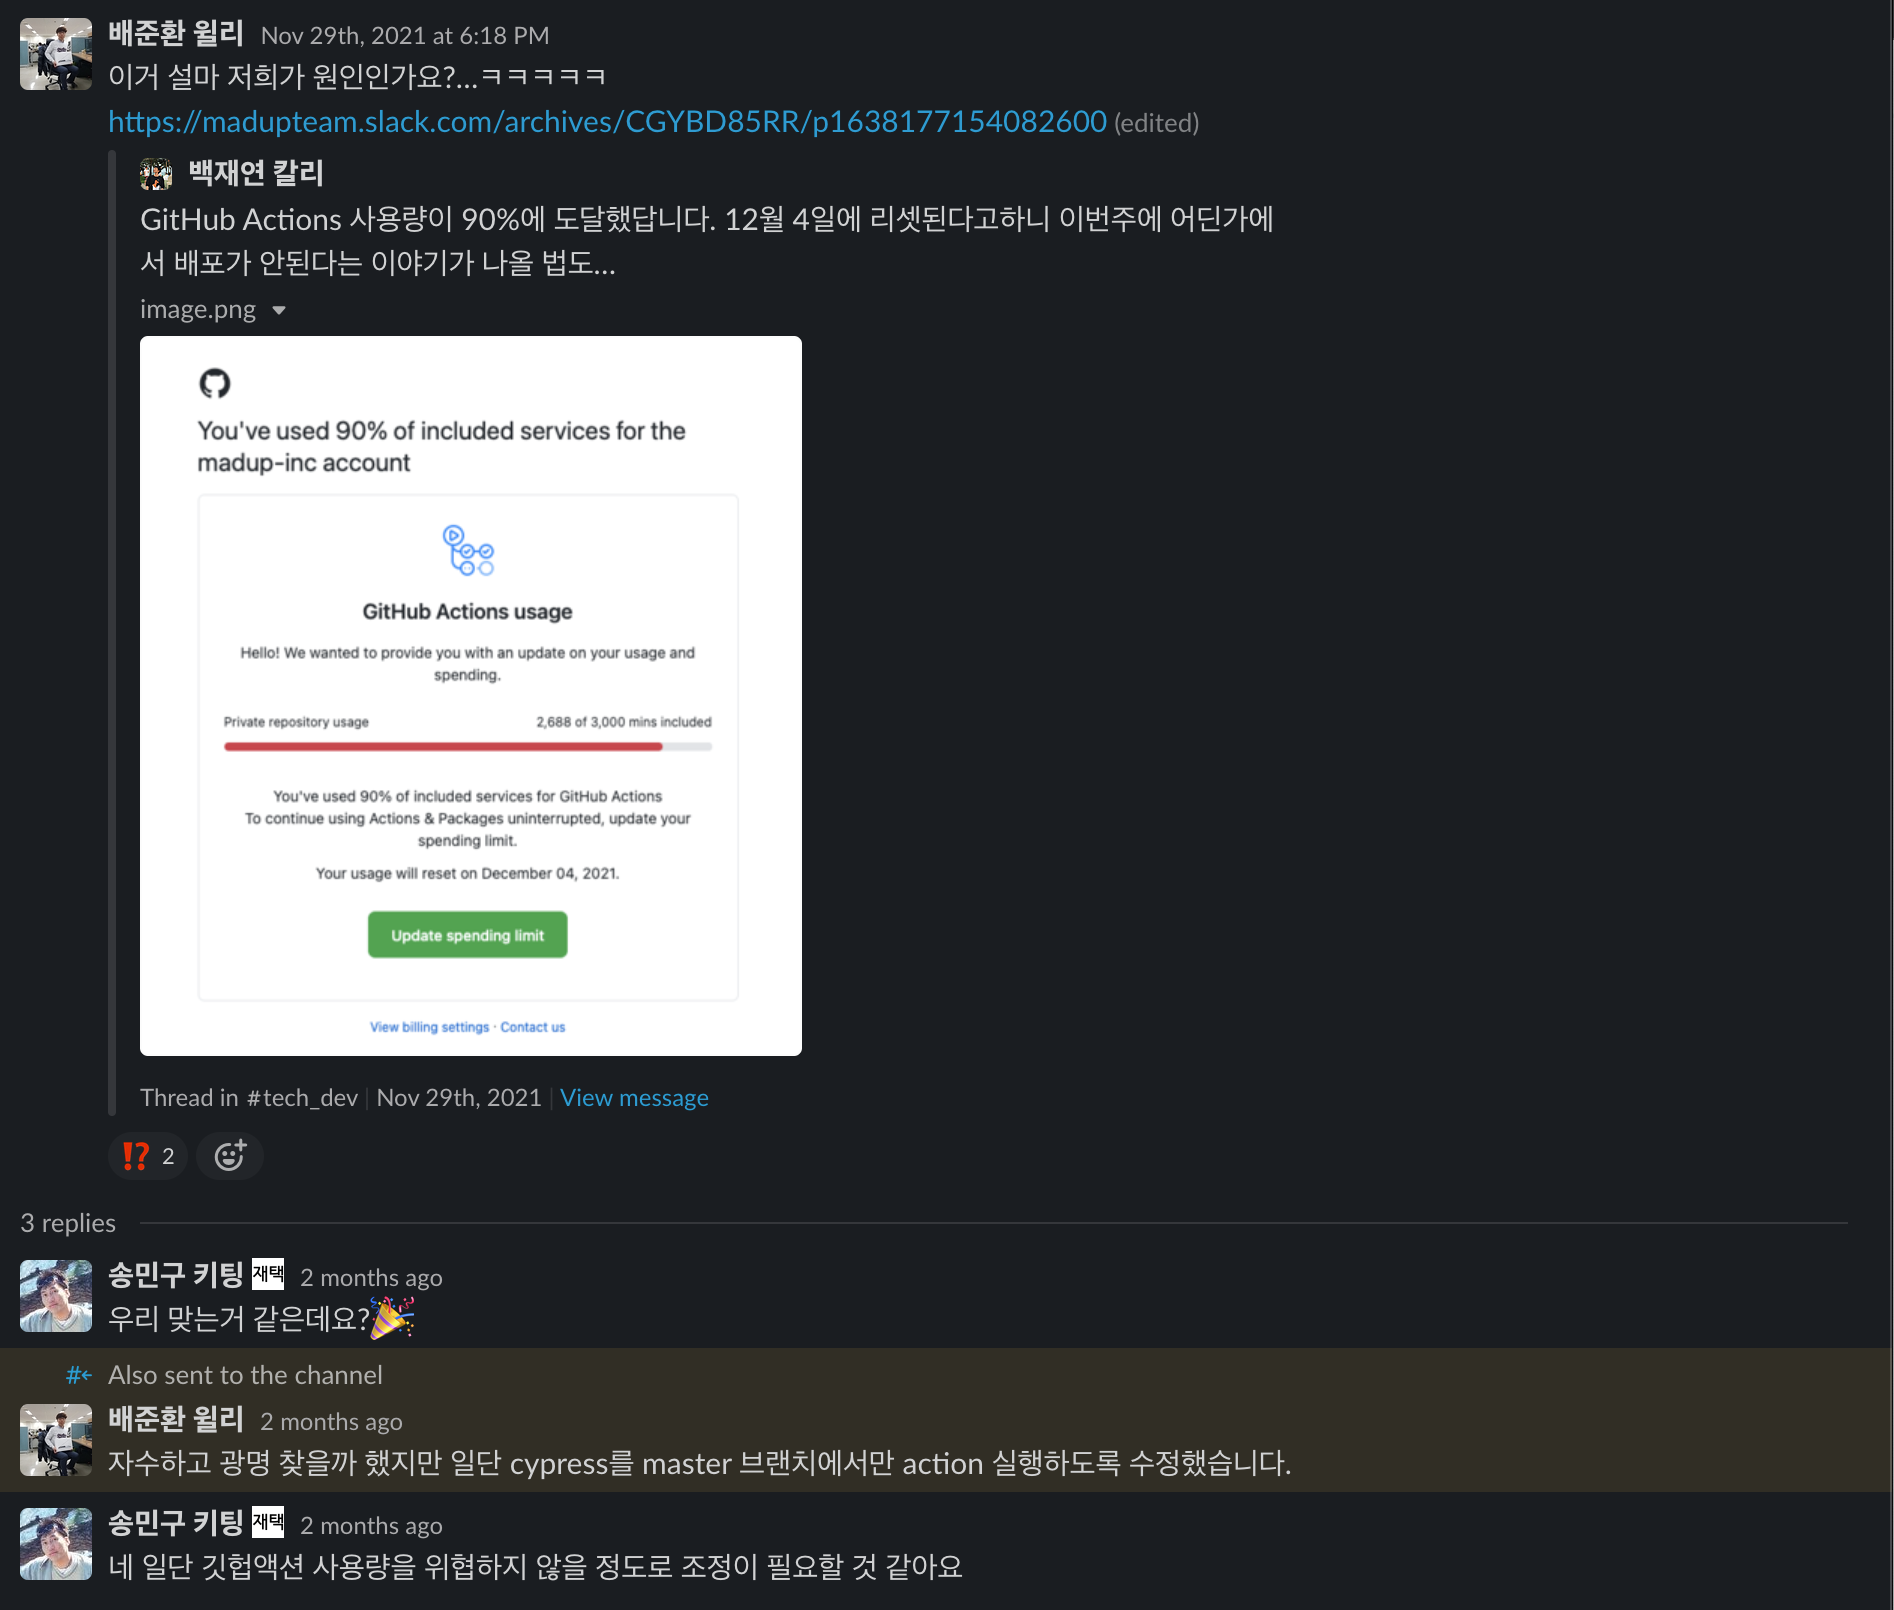 배준환 윌리 Nov 29th, 2021 at 6:18 PM
이거 설마 저희가 원인인가요?...ㅋㅋㅋㅋㅋ
https://madupteam.slack.com/archives/CGYBD85RR/p1638177154082600 (edited)
백재연 칼리
GitHub Actions 사용량이 90%에 도달했답니다. 12월 4일에 리셋된다고하니 이번주에 어딘가에
서 배포가 안된다는 이야기가 나올 법도...
image.png
You've used 90% of included services for the
madup-inc account
GitHub Actions usage
Hello! We wanted to provide you with an update on your usage and
spending.
Private repository usage 2,688 of 3,000 mins included
You've used 90% of included services for GitHub Actions
To continue using Actions & Packages uninterrupted, update your
spending limit.
Your usage will reset on December 04, 2021.
Update spending limit
View billing settings · Contact us
Thread in #tech_dev | Nov 29th, 2021 | View message
⁉ 2
3 replies
송민구 키팅 재택 2 months ago
우리 맞는거 같은데요?🎉
Also sent to the channel
배준환 윌리 2 months ago
자수하고 광명 찾을까 했지만 일단 cypress를 master 브랜치에서만 action 실행하도록 수정했습니다.
송민구 키팅 재택 2 months ago
네 일단 깃헙액션 사용량을 위협하지 않을 정도로 조정이 필요할 것 같아요